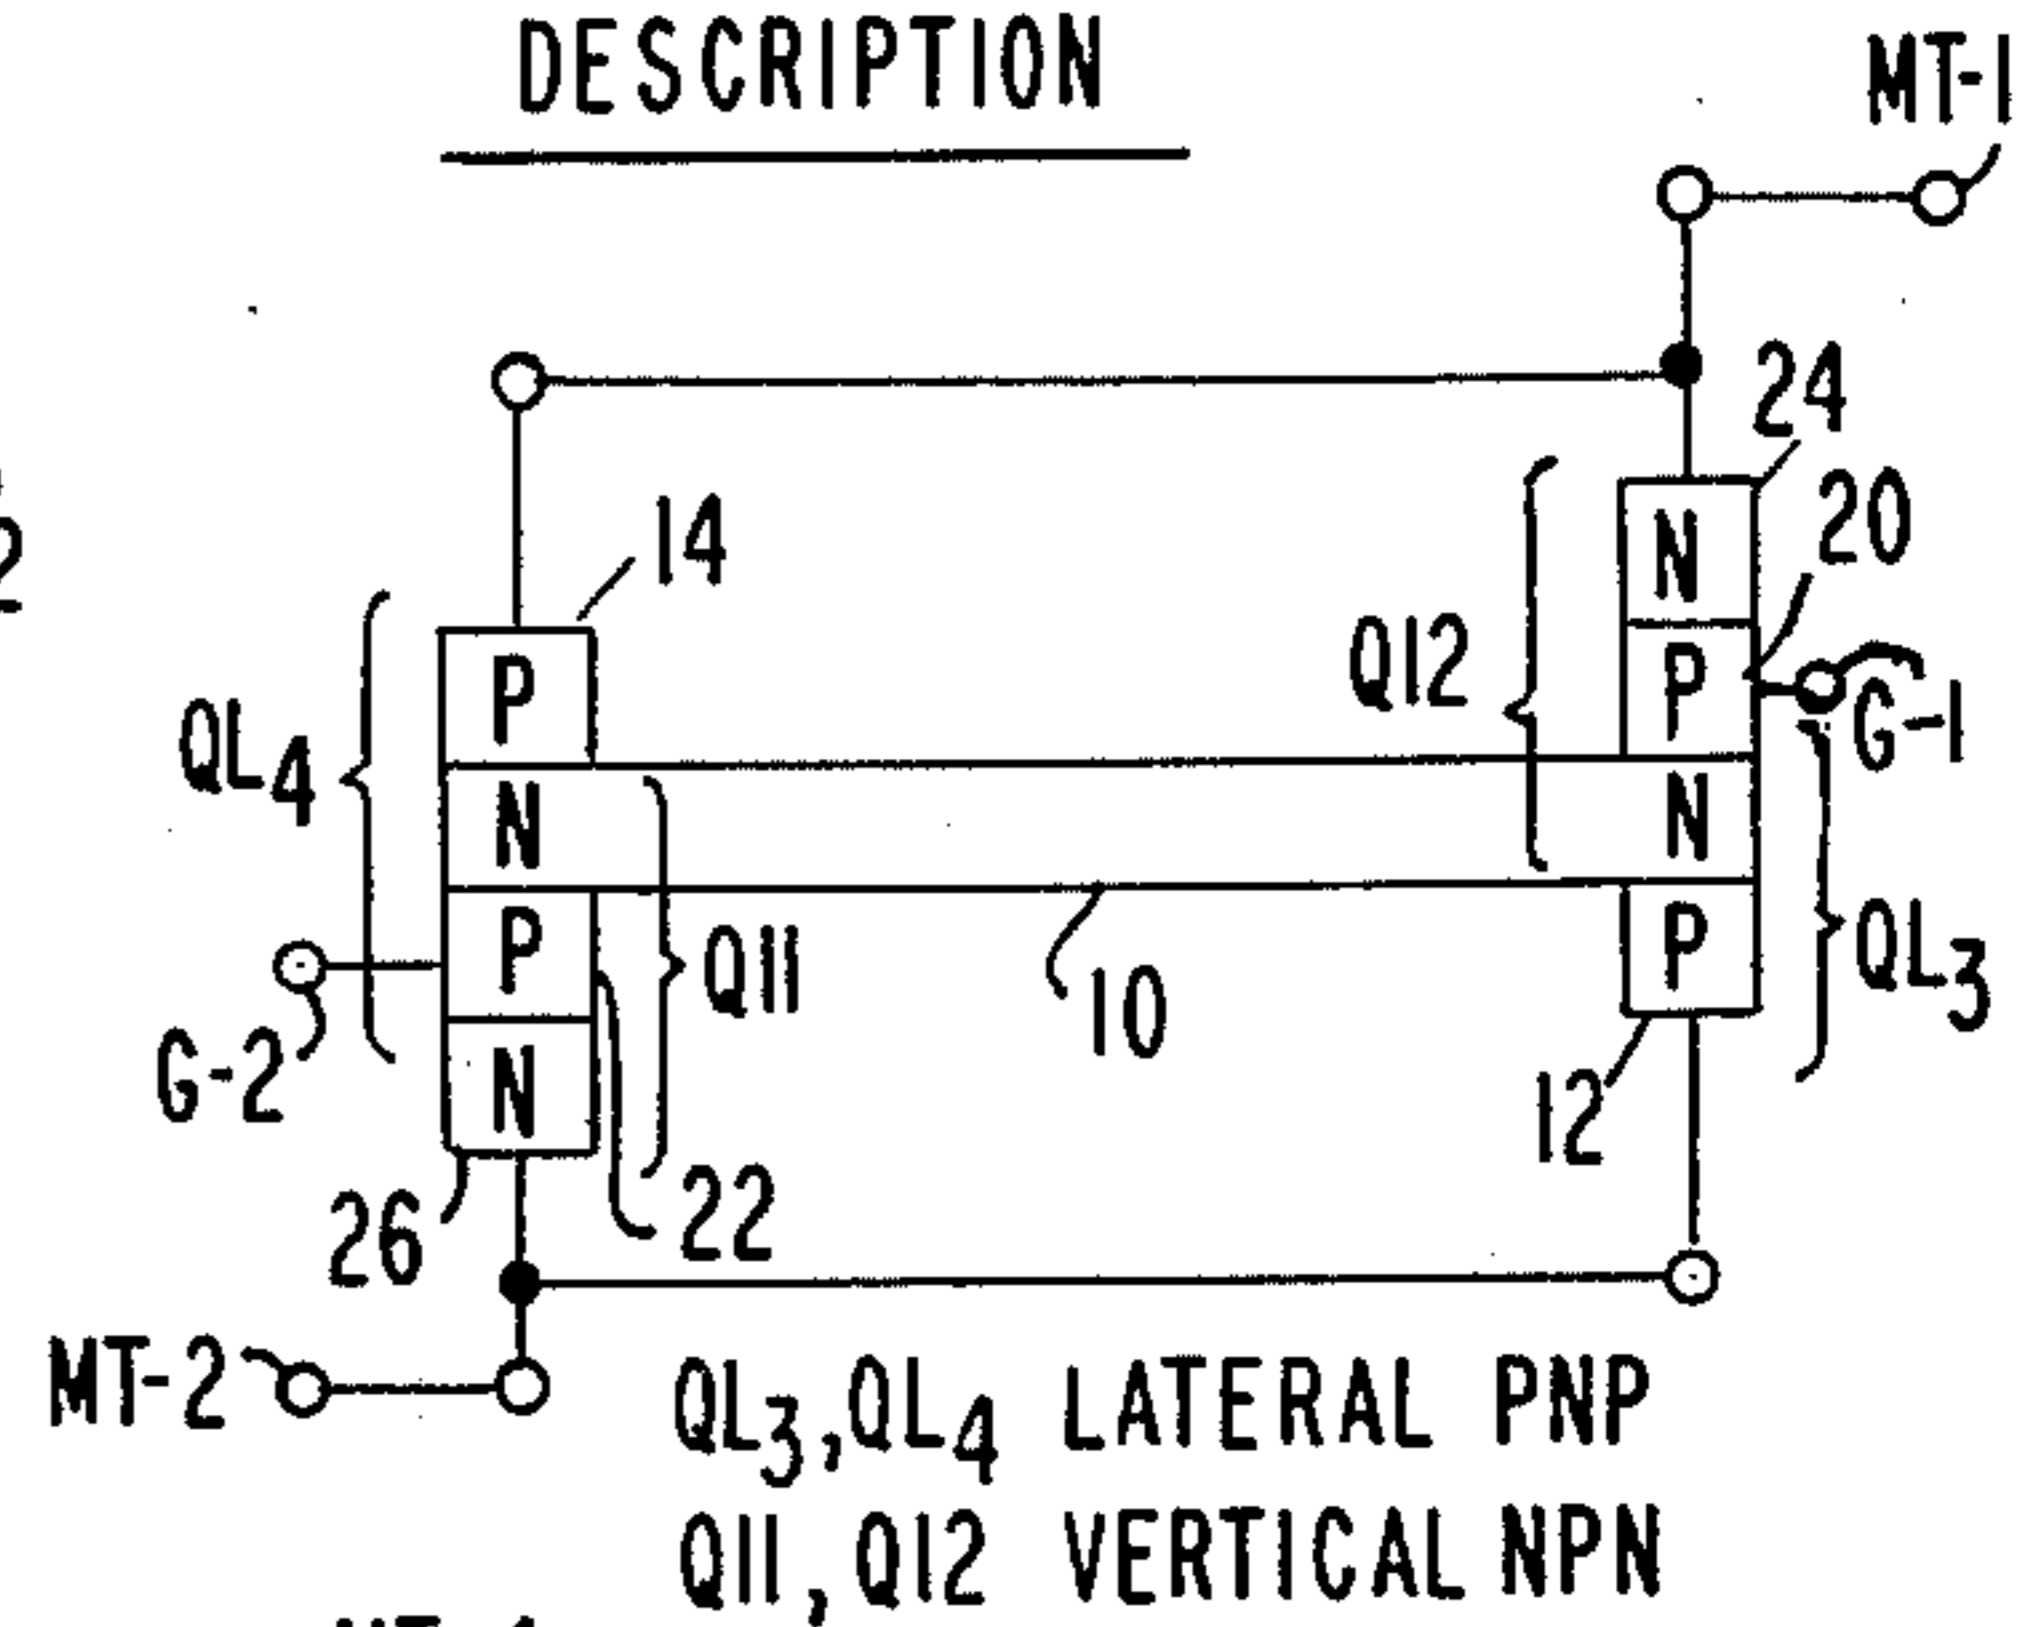 DESCRIPTION
MT-1
24
20
14
N
Q12
P
P
G-1
QL4
N
N
P
Q11
10
P
QL3
G-2
N
12
26
22
MT-2
QL3, QL4 LATERAL PNP
Q11, Q12 VERTICAL NPN